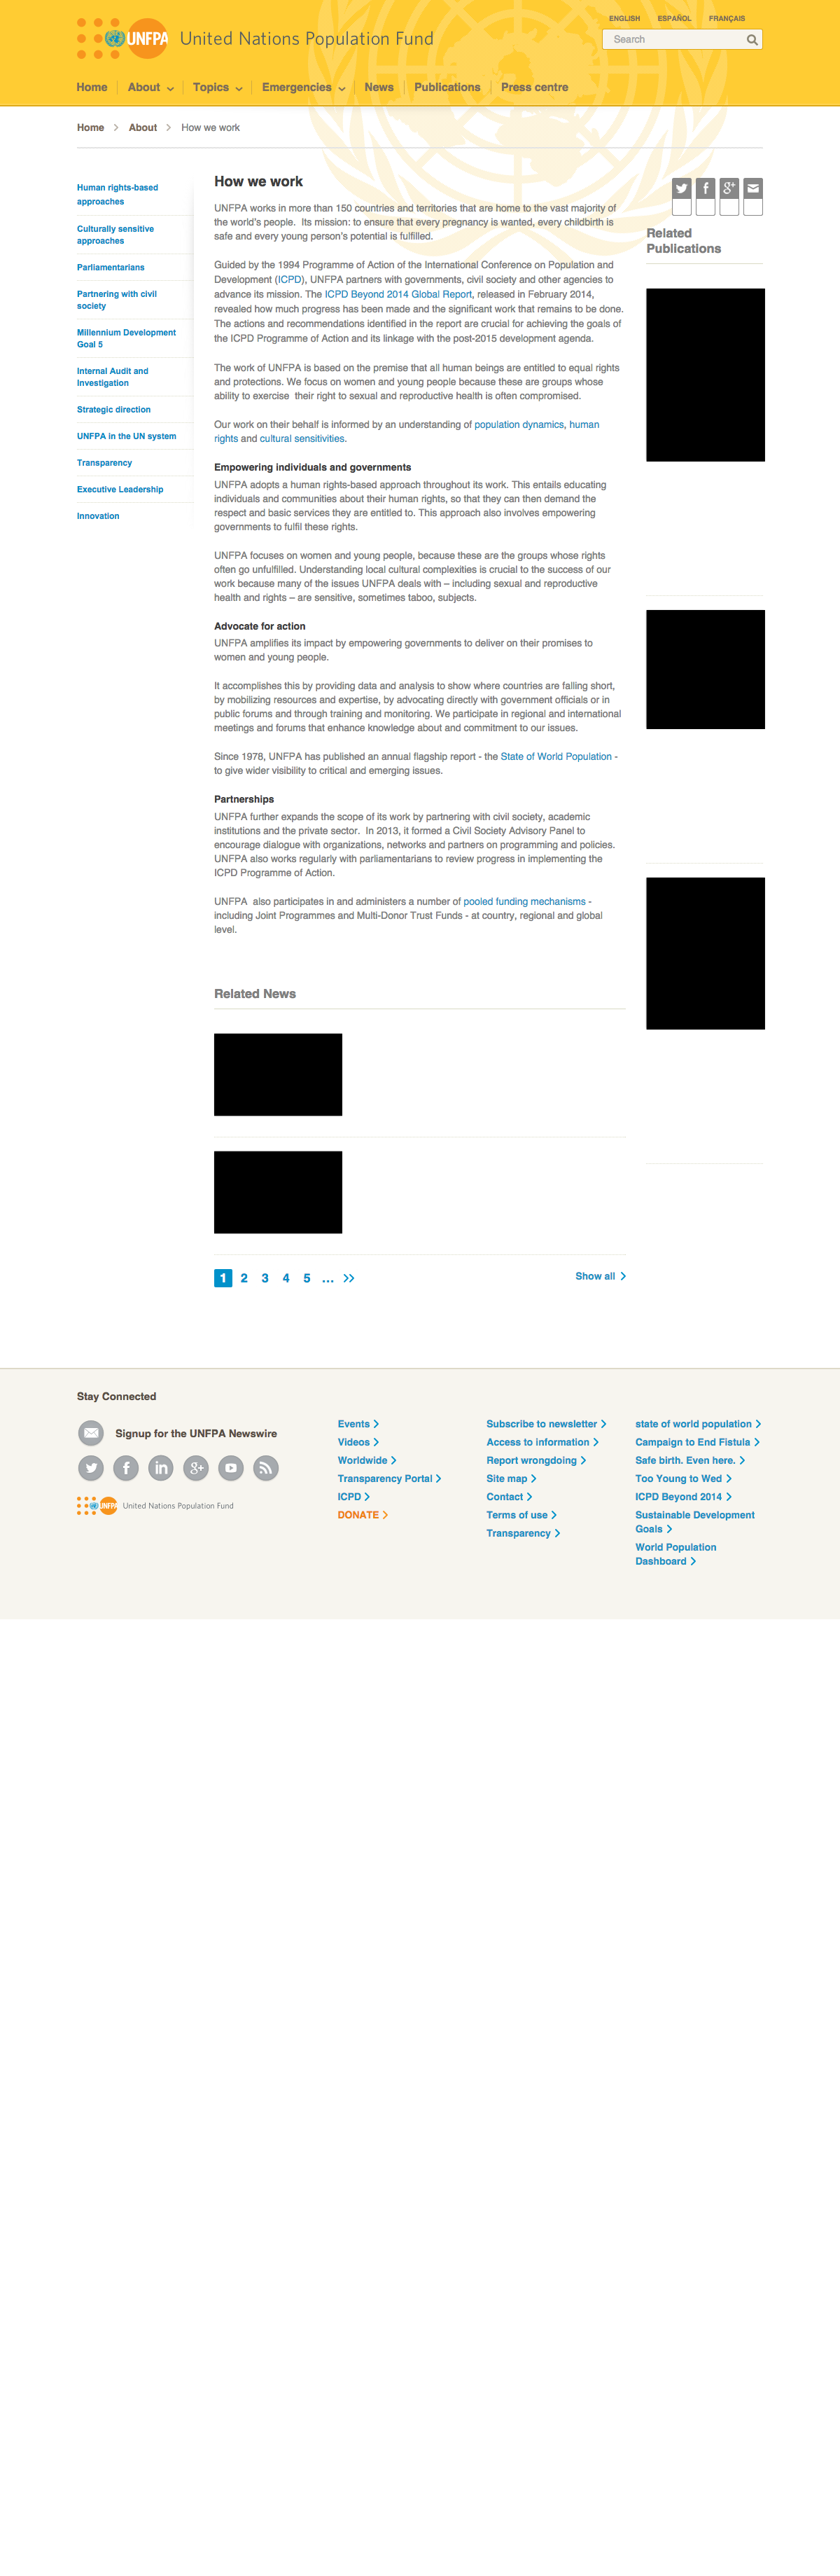 ENGLISH ESPAÑOL FRANÇAIS
UNFPA United Nations Population Fund
Search
Home About Topics Emergencies News Publications Press centre
Home About How we work
Human rights-based
approaches
Culturally sensitive
approaches
Parliamentarians
Partnering with civil
society
Millennium Development
Goal 5
Internal Audit and
Investigation
Strategic direction
UNFPA in the UN system
Transparency
Executive Leadership
Innovation
How we work
UNFPA works in more than 150 countries and territories that are home to the vast majority of
the world's people.  Its mission: to ensure that every pregnancy is wanted, every childbirth is
safe and every young person's potential is fulfilled.
Guided by the 1994 Programme of Action of the International Conference on Population and
Development (ICPD), UNFPA partners with governments, civil society and other agencies to
advance its mission. The ICPD Beyond 2014 Global Report, released in February 2014,
revealed how much progress has been made and the significant work that remains to be done.
The actions and recommendations identified in the report are crucial for achieving the goals of
the ICPD Programme of Action and its linkage with the post-2015 development agenda.
The work of UNFPA is based on the premise that all human beings are entitled to equal rights
and protections. We focus on women and young people because these are groups whose
ability to exercise  their right to sexual and reproductive health is often compromised.
Our work on their behalf is informed by an understanding of population dynamics, human
rights and cultural sensitivities.
Empowering individuals and governments
UNFPA adopts a human rights-based approach throughout its work. This entails educating
individuals and communities about their human rights, so that they can then demand the
respect and basic services they are entitled to. This approach also involves empowering
governments to fulfil these rights.
UNFPA focuses on women and young people, because these are the groups whose rights
often go unfulfilled. Understanding local cultural complexities is crucial to the success of our
work because many of the issues UNFPA deals with – including sexual and reproductive
health and rights – are sensitive, sometimes taboo, subjects.
Advocate for action
UNFPA amplifies its impact by empowering governments to deliver on their promises to
women and young people.
It accomplishes this by providing data and analysis to show where countries are falling short,
by mobilizing resources and expertise, by advocating directly with government officials or in
public forums and through training and monitoring. We participate in regional and international
meetings and forums that enhance knowledge about and commitment to our issues.
Since 1978, UNFPA has published an annual flagship report - the State of World Population -
to give wider visibility to critical and emerging issues.
Partnerships
UNFPA further expands the scope of its work by partnering with civil society, academic
institutions and the private sector.  In 2013, it formed a Civil Society Advisory Panel to
encourage dialogue with organizations, networks and partners on programming and policies.
UNFPA also works regularly with parliamentarians to review progress in implementing the
ICPD Programme of Action.
UNFPA  also participates in and administers a number of pooled funding mechanisms -
including Joint Programmes and Multi-Donor Trust Funds - at country, regional and global
level.
Related News
1 2 3 4 5 ... >>
Show all
Related
Publications
Stay Connected
Signup for the UNFPA Newswire
UNFPA United Nations Population Fund
Events
Videos
Worldwide
Transparency Portal
ICPD
DONATE
Subscribe to newsletter
Access to information
Report wrongdoing
Site map
Contact
Terms of use
Transparency
state of world population
Campaign to End Fistula
Safe birth. Even here.
Too Young to Wed
ICPD Beyond 2014
Sustainable Development
Goals
World Population
Dashboard